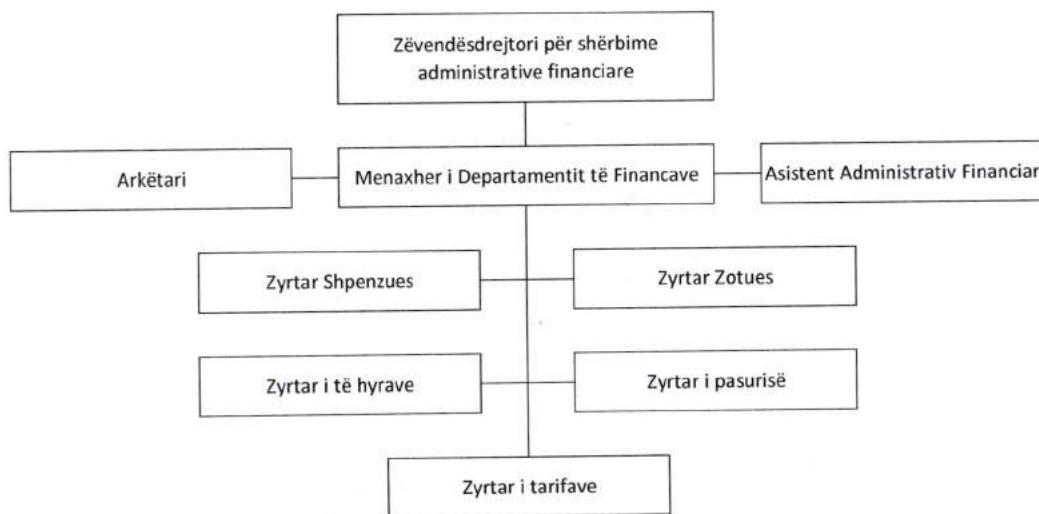 Zëvendësdrejtori për shërbime
administrative financiare
Arkëtari
Menaxher i Departamentit të Financave
Asistent Administrativ Financiar
Zyrtar Shpenzues
Zyrtar Zotues
Zyrtar i të hyrave
Zyrtar i pasurisë
Zyrtar i tarifave